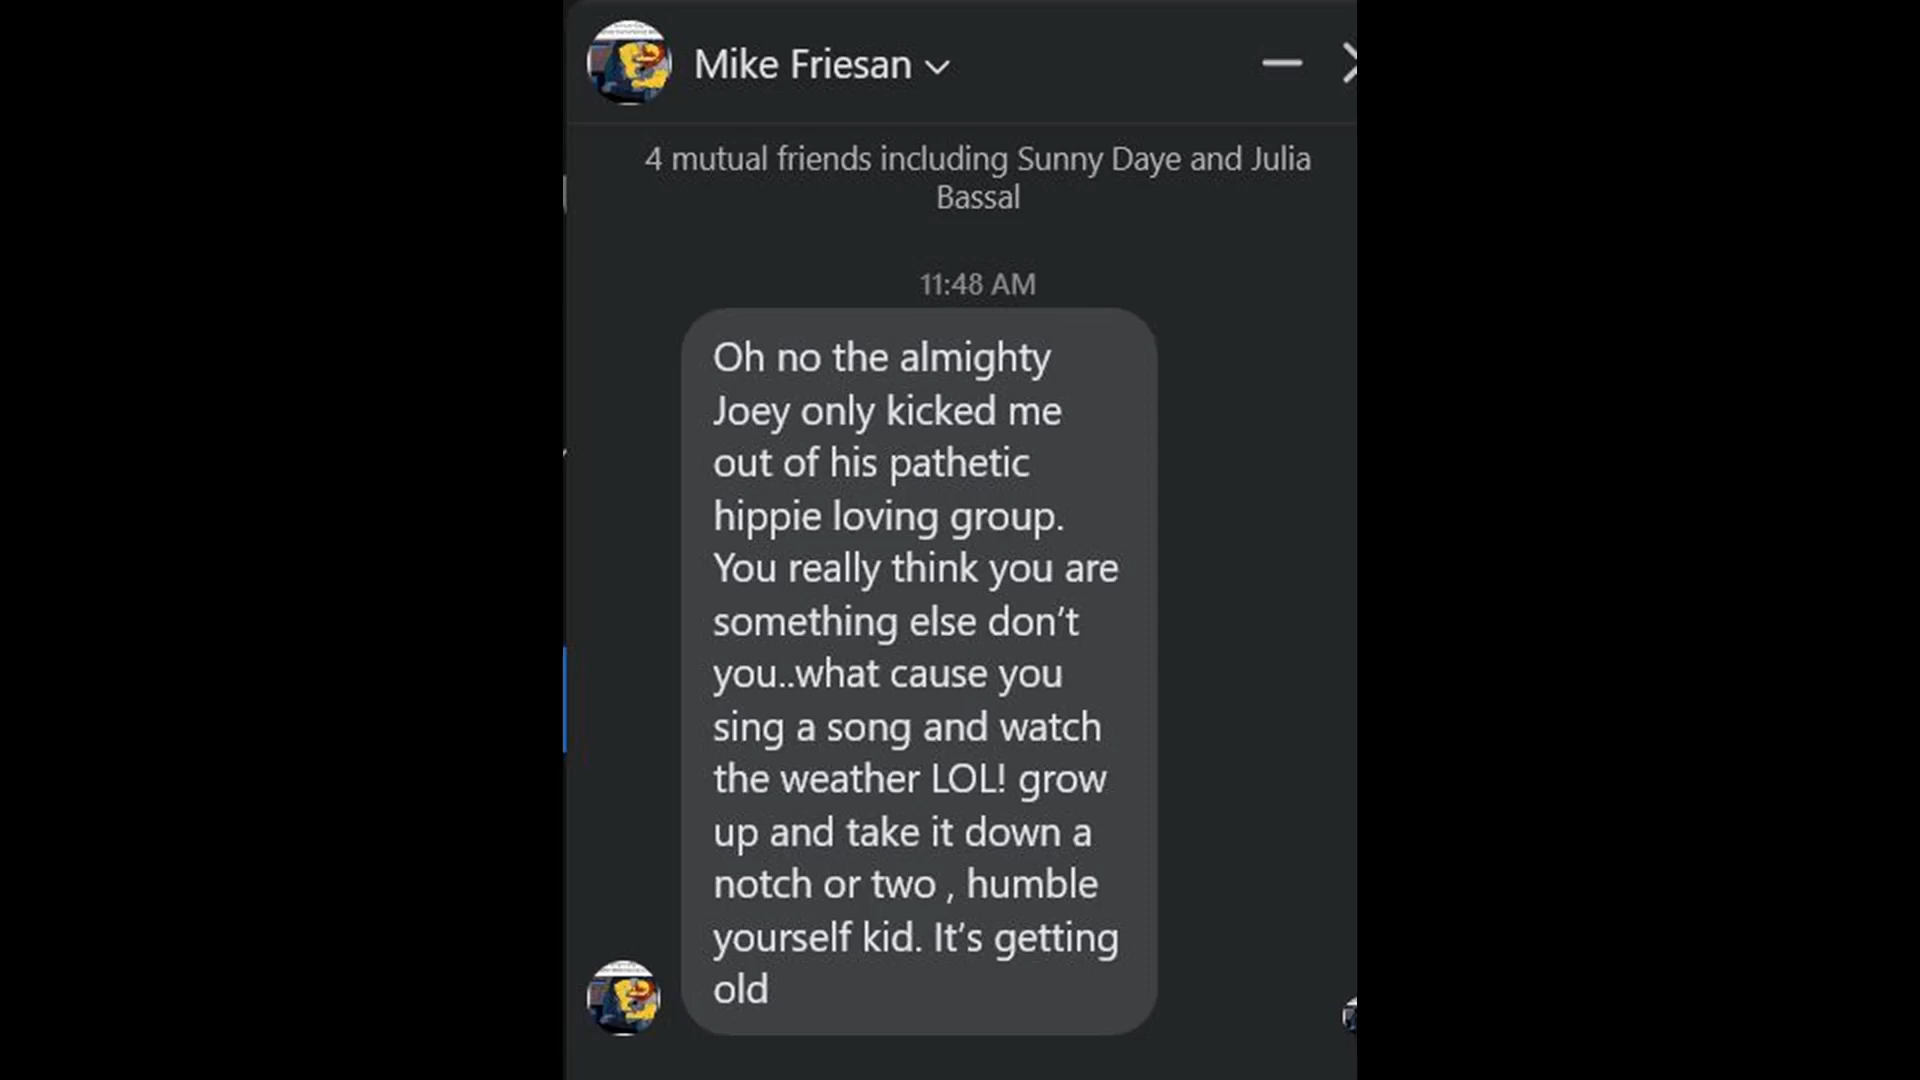 Mike Friesan
4 mutual friends including Sunny Daye and Julia
Bassal
11:48 AM
Oh no the almighty
Joey only kicked me
out of his pathetic
hippie loving group.
You really think you are
something else don’t
you..what cause you
sing a song and watch
the weather LOL! grow
up and take it down a
notch or two , humble
yourself kid. It’s getting
old